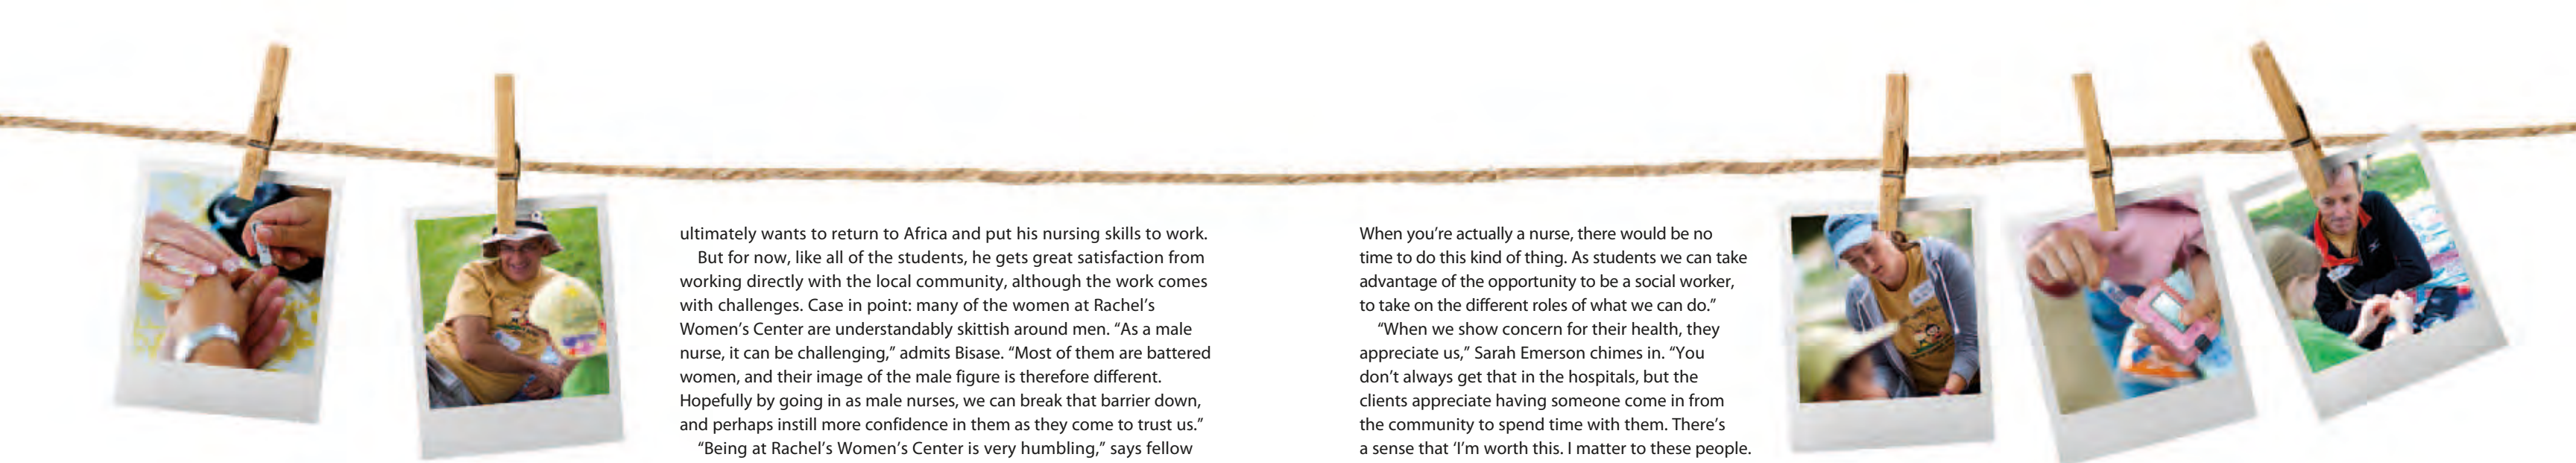 ultimately wants to return to Africa and put his nursing skills to work.
But for now, like all of the students, he gets great satisfaction from
working directly with the local community, although the work comes
with challenges. Case in point: many of the women at Rachel’s
Women’s Center are understandably skittish around men. “As a male
nurse, it can be challenging,” admits Bisase. “Most of them are battered
women, and their image of the male figure is therefore different.
Hopefully by going in as male nurses, we can break that barrier down,
and perhaps instill more confidence in them as they come to trust us.”
“Being at Rachel’s Women’s Center is very humbling,” says fellow
When you’re actually a nurse, there would be no
time to do this kind of thing. As students we can take
advantage of the opportunity to be a social worker,
to take on the different roles of what we can do.”
“When we show concern for their health, they
appreciate us,” Sarah Emerson chimes in. “You
don’t always get that in the hospitals, but the
clients appreciate having someone come in from
the community to spend time with them. There’s
a sense that ‘I’m worth this. I matter to these people.